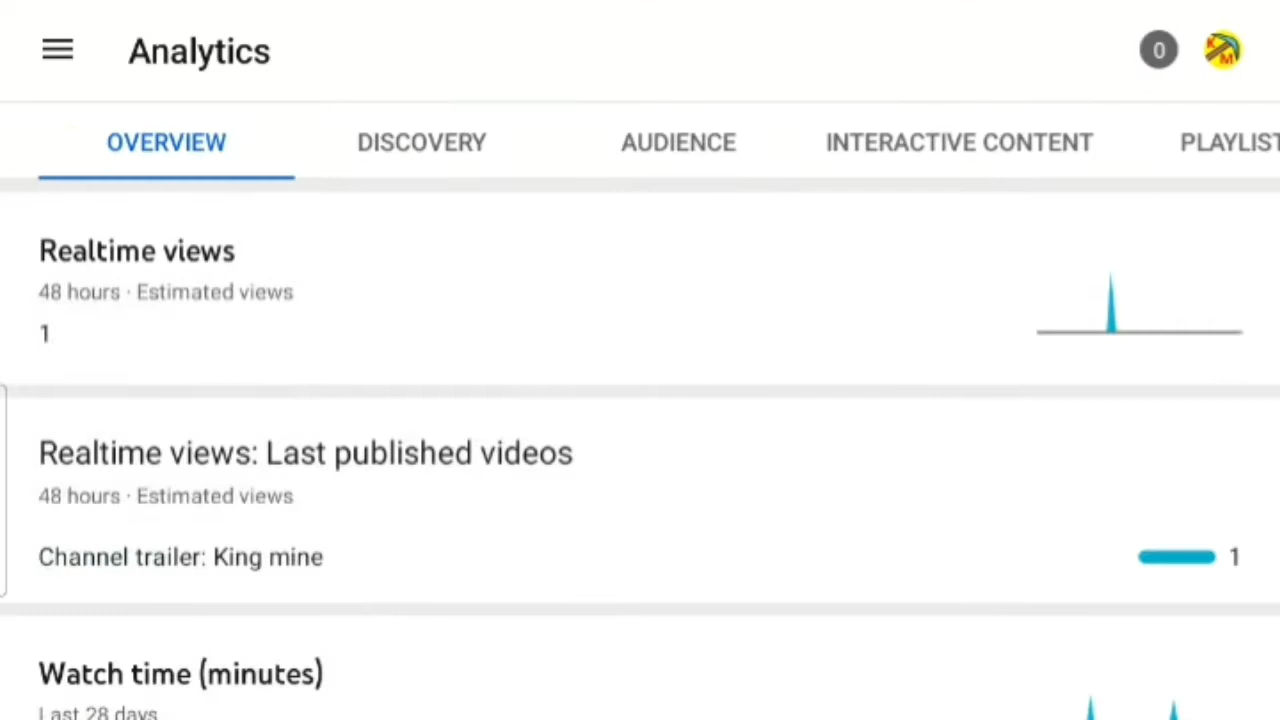 Analytics
0
K
M
OVERVIEW DISCOVERY AUDIENCE INTERACTIVE CONTENT PLAYLIST
Realtime views
48 hours · Estimated views
1
Realtime views: Last published videos
48 hours · Estimated views
Channel trailer: King mine 1
Watch time (minutes)
Last 28 days